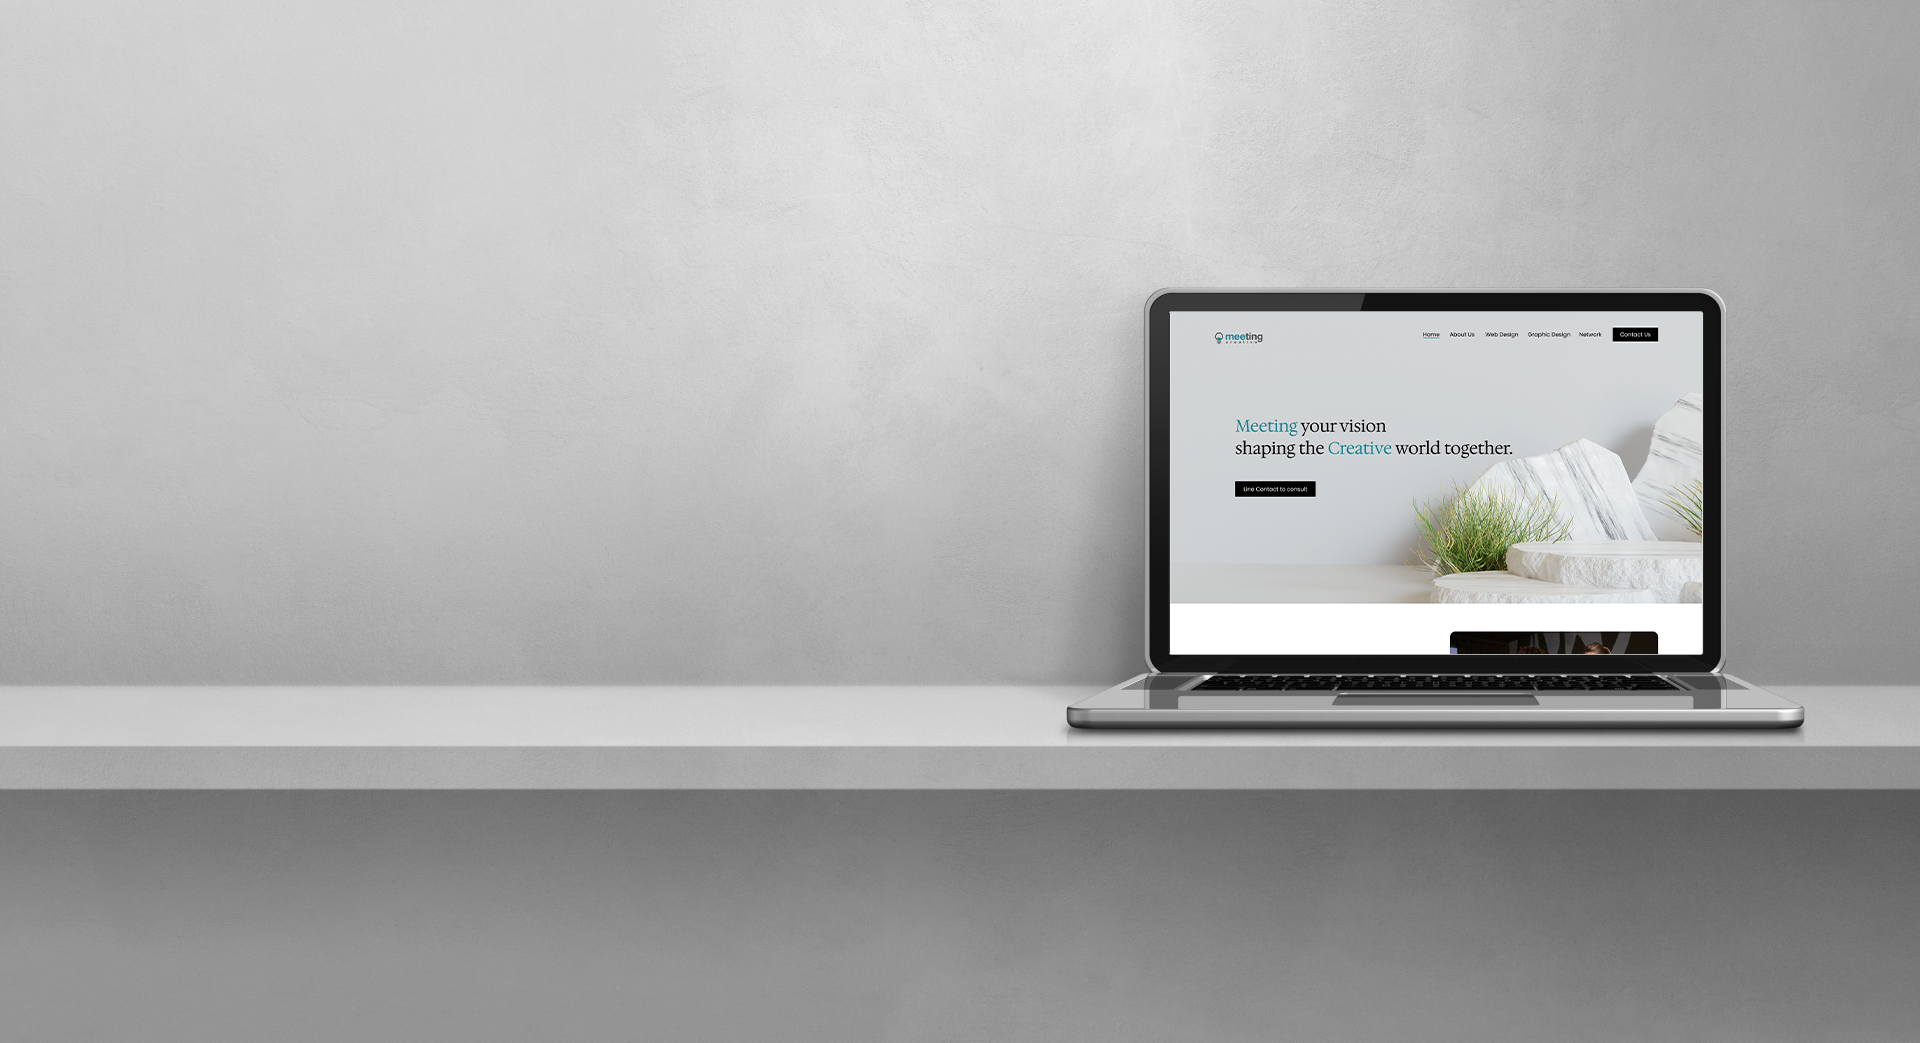 meeting
creative
Home About Us Web Design Graphic Design Network Contact Us
Meeting your vision
shaping the Creative world together.
Line Contact to consult